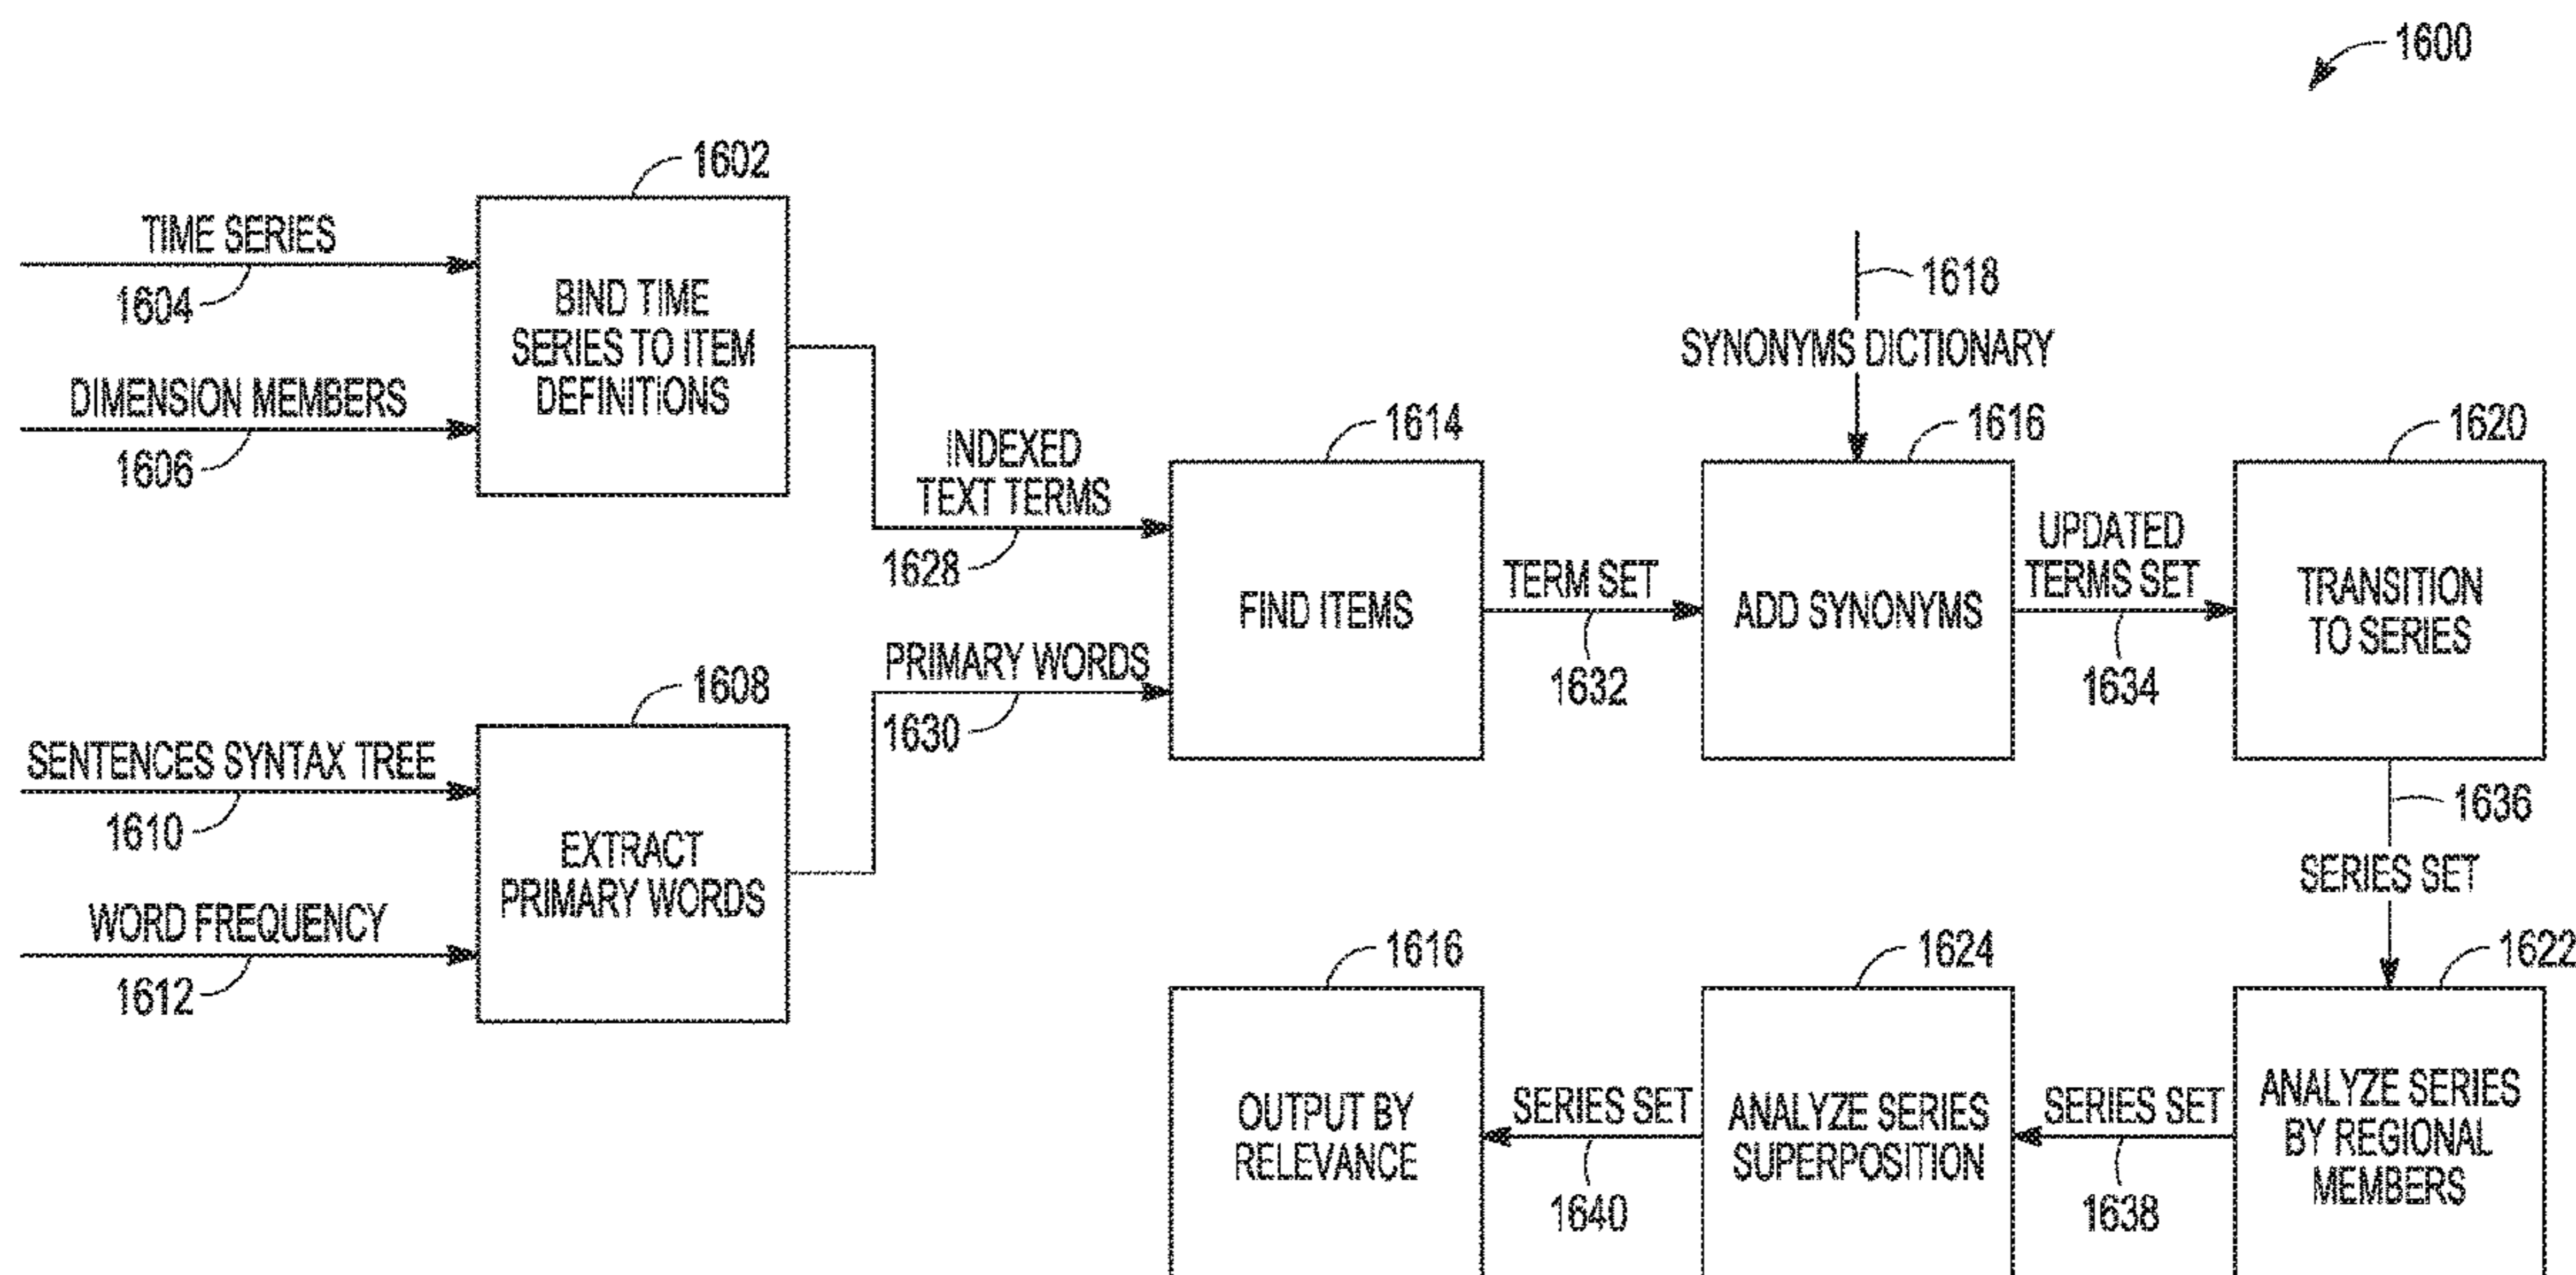 1600
1602
TIME SERIES
1604
BIND TIME
SERIES TO ITEM
DEFINITIONS
DIMENSION MEMBERS
1606
INDEXED
TEXT TERMS
1628
1608
SENTENCES SYNTAX TREE
1610
EXTRACT
PRIMARY WORDS
WORD FREQUENCY
1612
PRIMARY WORDS
1630
1614
FIND ITEMS
TERM SET
1632
1618
SYNONYMS DICTIONARY
1616
ADD SYNONYMS
UPDATED
TERMS SET
1634
1620
TRANSITION
TO SERIES
1636
SERIES SET
1622
ANALYZE SERIES
BY REGIONAL
MEMBERS
SERIES SET
1638
1624
ANALYZE SERIES
SUPERPOSITION
SERIES SET
1640
1616
OUTPUT BY
RELEVANCE